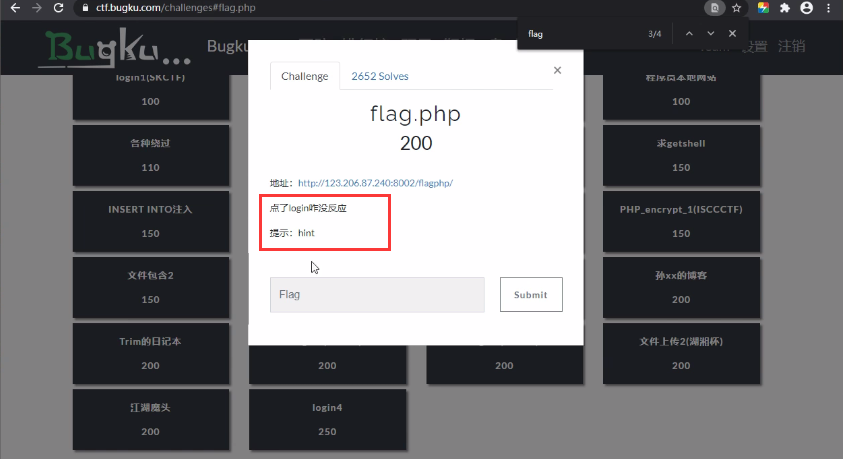 ctf.bugku.com/challenges#flag.php
flag
3/4
Bugku...
Bugku
注销
login1(SKCTF)
100
程序员本地网站
100
各种绕过
110
求getshell
150
INSERT INTO注入
150
PHP_encrypt_1(ISCCCTF)
150
文件包含2
150
孙xx的博客
200
Trim的日记本
200
200
200
文件上传2(湖湘杯)
200
江湖魔头
200
login4
250
Challenge
2652 Solves
×
flag.php
200
地址：http://123.206.87.240:8002/flagphp/
点了login咋没反应
提示：hint
Flag
Submit